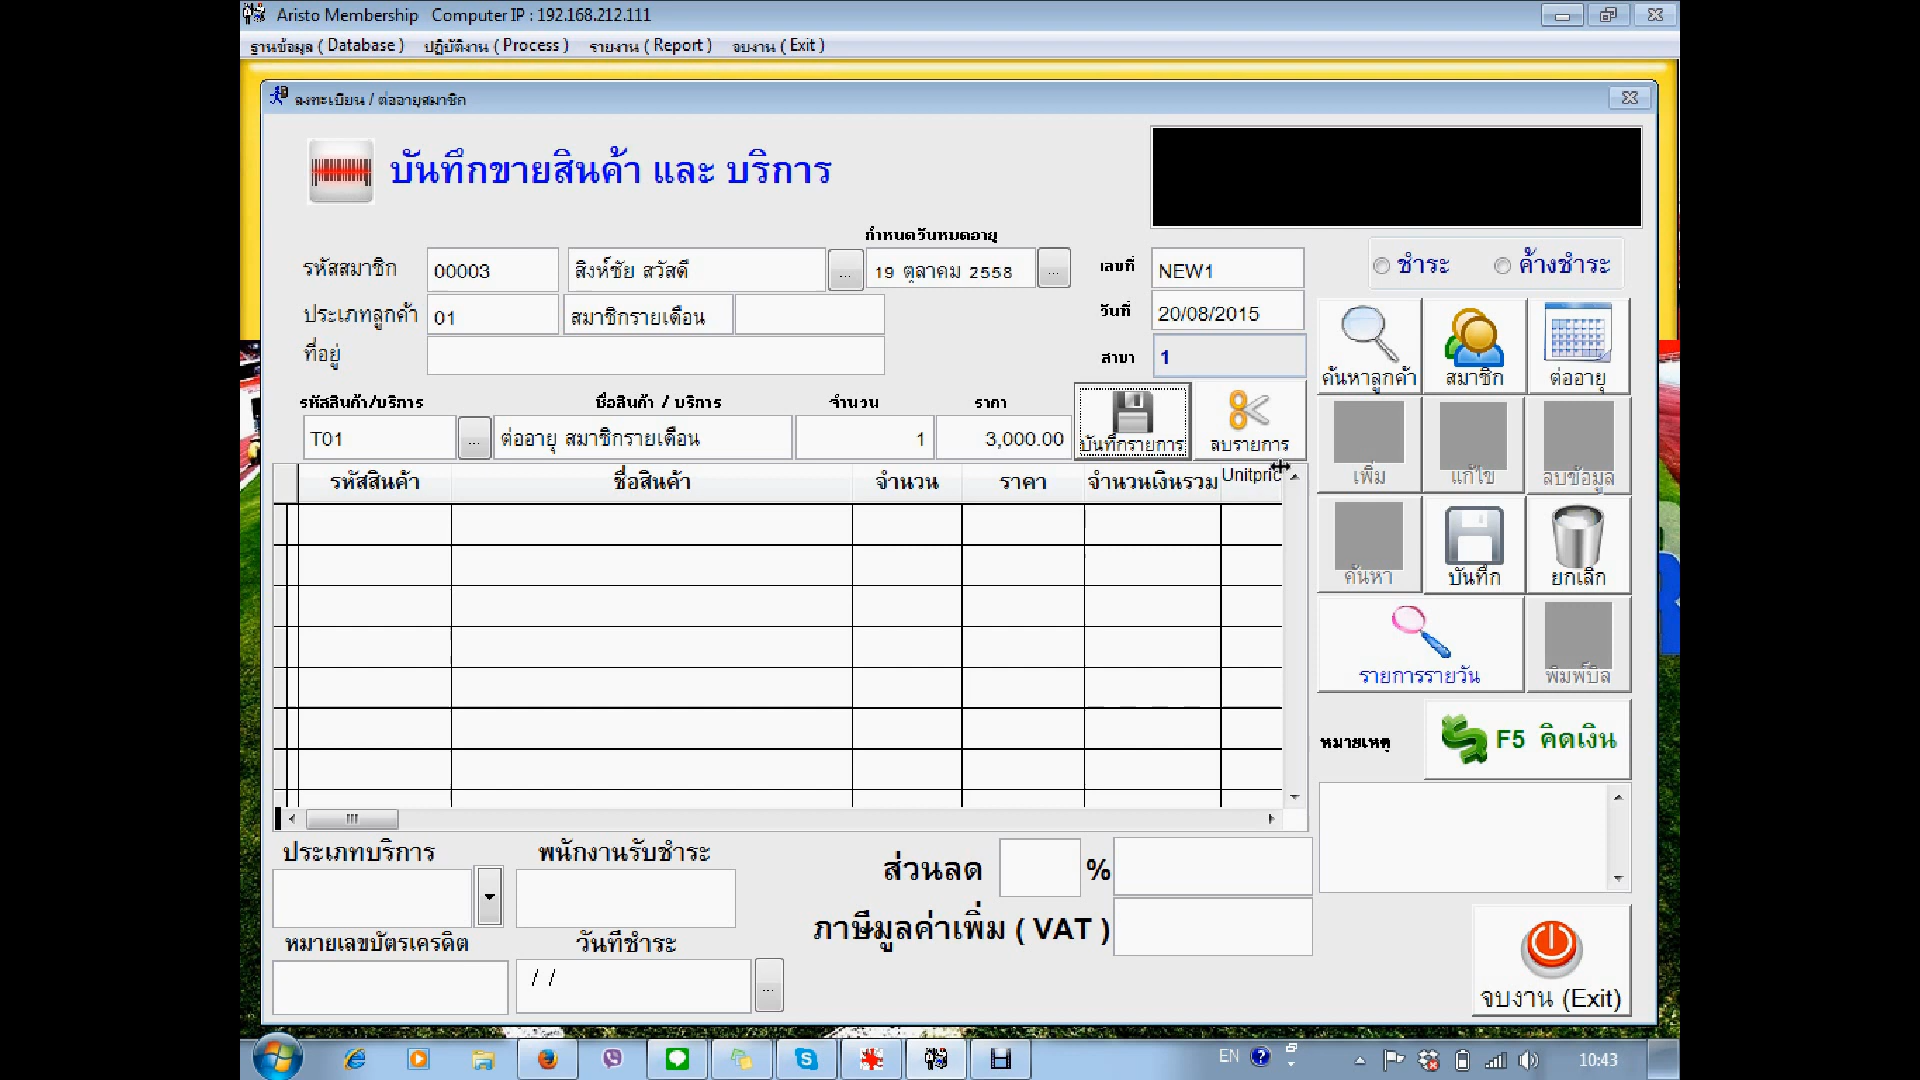 Aristo Membership Computer IP : 192.168.212.111
ฐานข้อมูล ( Database ) ปฏิบัติงาน ( Process ) รายงาน ( Report ) จบงาน ( Exit )
ลงทะเบียน / ต่ออายุสมาชิก
บันทึกขายสินค้า และ บริการ
กำหนดวันหมดอายุ
รหัสสมาชิก 00003 สิงห์ชัย สวัสดี ... 19 ตุลาคม 2558 ... เลขที่ NEW1 ชำระ ค้างชำระ
ประเภทลูกค้า 01 สมาชิกรายเดือน วันที่ 20/08/2015
ที่อยู่ สาขา 1
ค้นหาลูกค้า สมาชิก ต่ออายุ
รหัสสินค้า/บริการ ชื่อสินค้า / บริการ จำนวน ราคา
T01 ... ต่ออายุ สมาชิกรายเดือน 1 3,000.00 บันทึกรายการ ลบรายการ
เพิ่ม แก้ไข ลบข้อมูล
รหัสสินค้า ชื่อสินค้า จำนวน ราคา จำนวนเงินรวม Unitpric
ค้นหา บันทึก ยกเลิก
รายการรายวัน พิมพ์บิล
หมายเหตุ F5 คิดเงิน
ประเภทบริการ พนักงานรับชำระ ส่วนลด %
หมายเลขบัตรเครดิต วันที่ชำระ ภาษีมูลค่าเพิ่ม ( VAT )
/ / ...
จบงาน (Exit)
EN 10:43